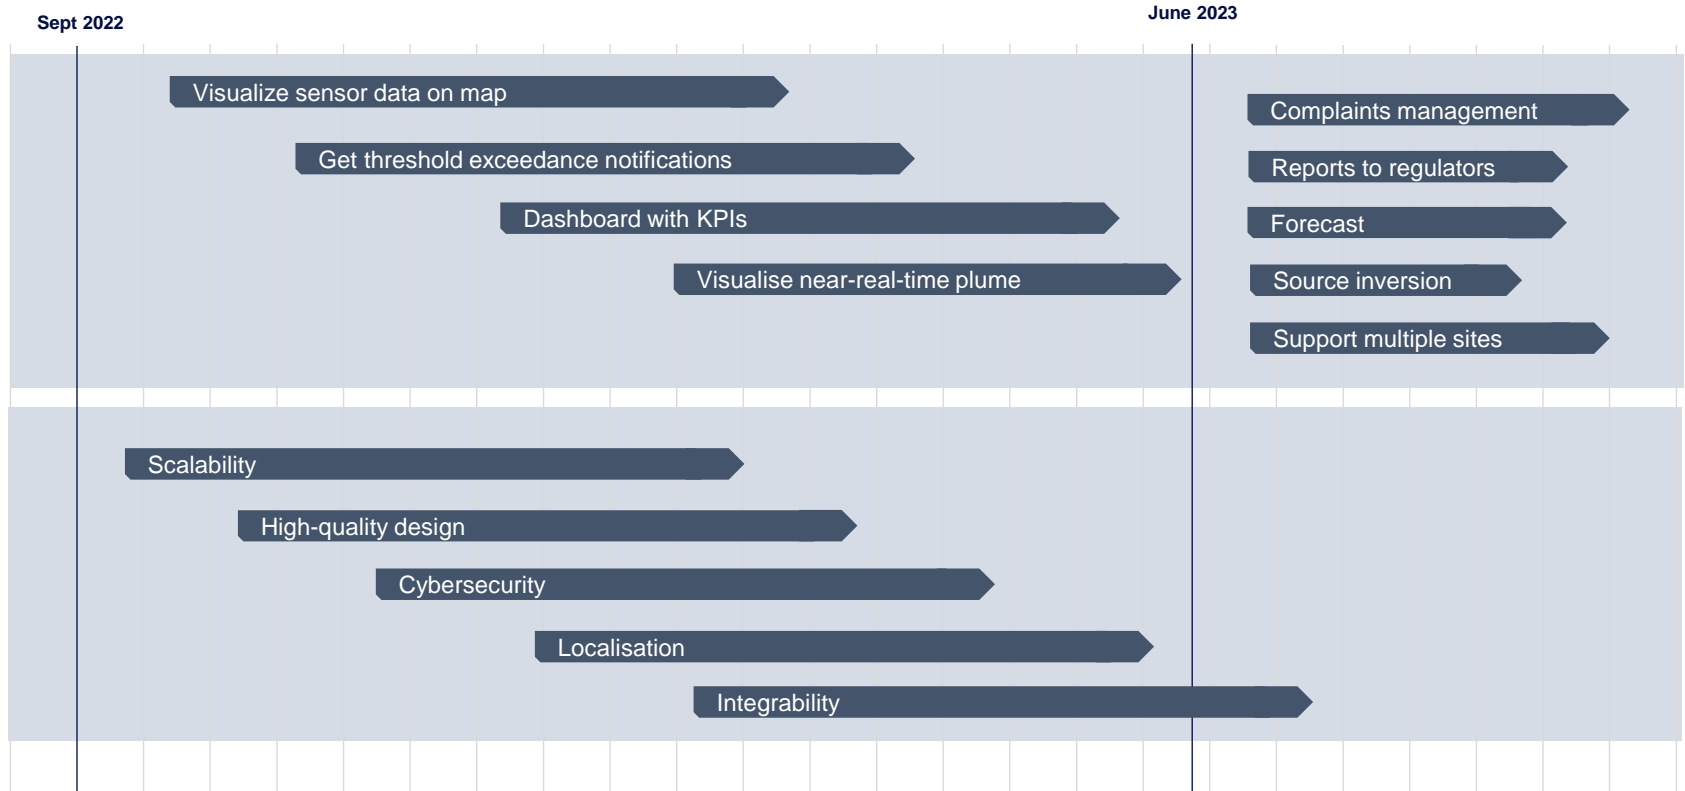 Sept 2022
June 2023
Visualize sensor data on map
Complaints management
Get threshold exceedance notifications
Reports to regulators
Dashboard with KPIs
Forecast
Visualise near-real-time plume
Source inversion
Support multiple sites
Scalability
High-quality design
Cybersecurity
Localisation
Integrability